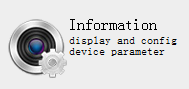 Information
display and config
device parameter